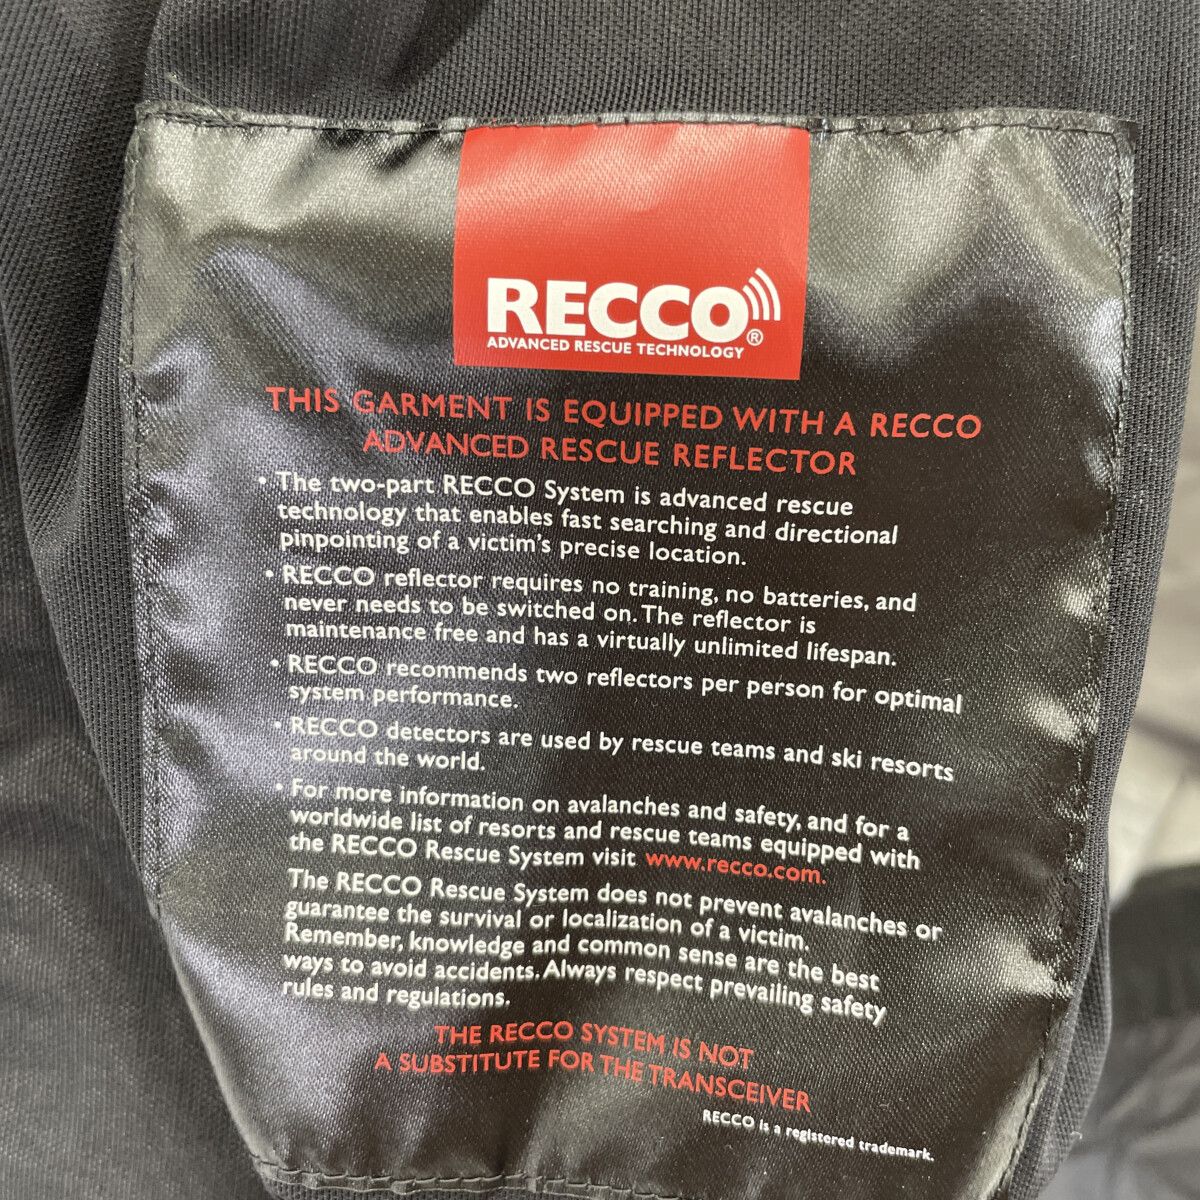 RECCO®
ADVANCED RESCUE TECHNOLOGY
THIS GARMENT IS EQUIPPED WITH A RECCO
ADVANCED RESCUE REFLECTOR
• The two-part RECCO System is advanced rescue
technology that enables fast searching and directional
pinpointing of a victim's precise location.
• RECCO reflector requires no training, no batteries, and
never needs to be switched on. The reflector is
maintenance free and has a virtually unlimited lifespan.
• RECCO recommends two reflectors per person for optimal
system performance.
• RECCO detectors are used by rescue teams and ski resorts
around the world.
• For more information on avalanches and safety, and for a
worldwide list of resorts and rescue teams equipped with
the RECCO Rescue System visit www.recco.com.
The RECCO Rescue System does not prevent avalanches or
guarantee the survival or localization of a victim.
Remember, knowledge and common sense are the best
ways to avoid accidents. Always respect prevailing safety
rules and regulations.
THE RECCO SYSTEM IS NOT
A SUBSTITUTE FOR THE TRANSCEIVER
RECCO is a registered trademark.